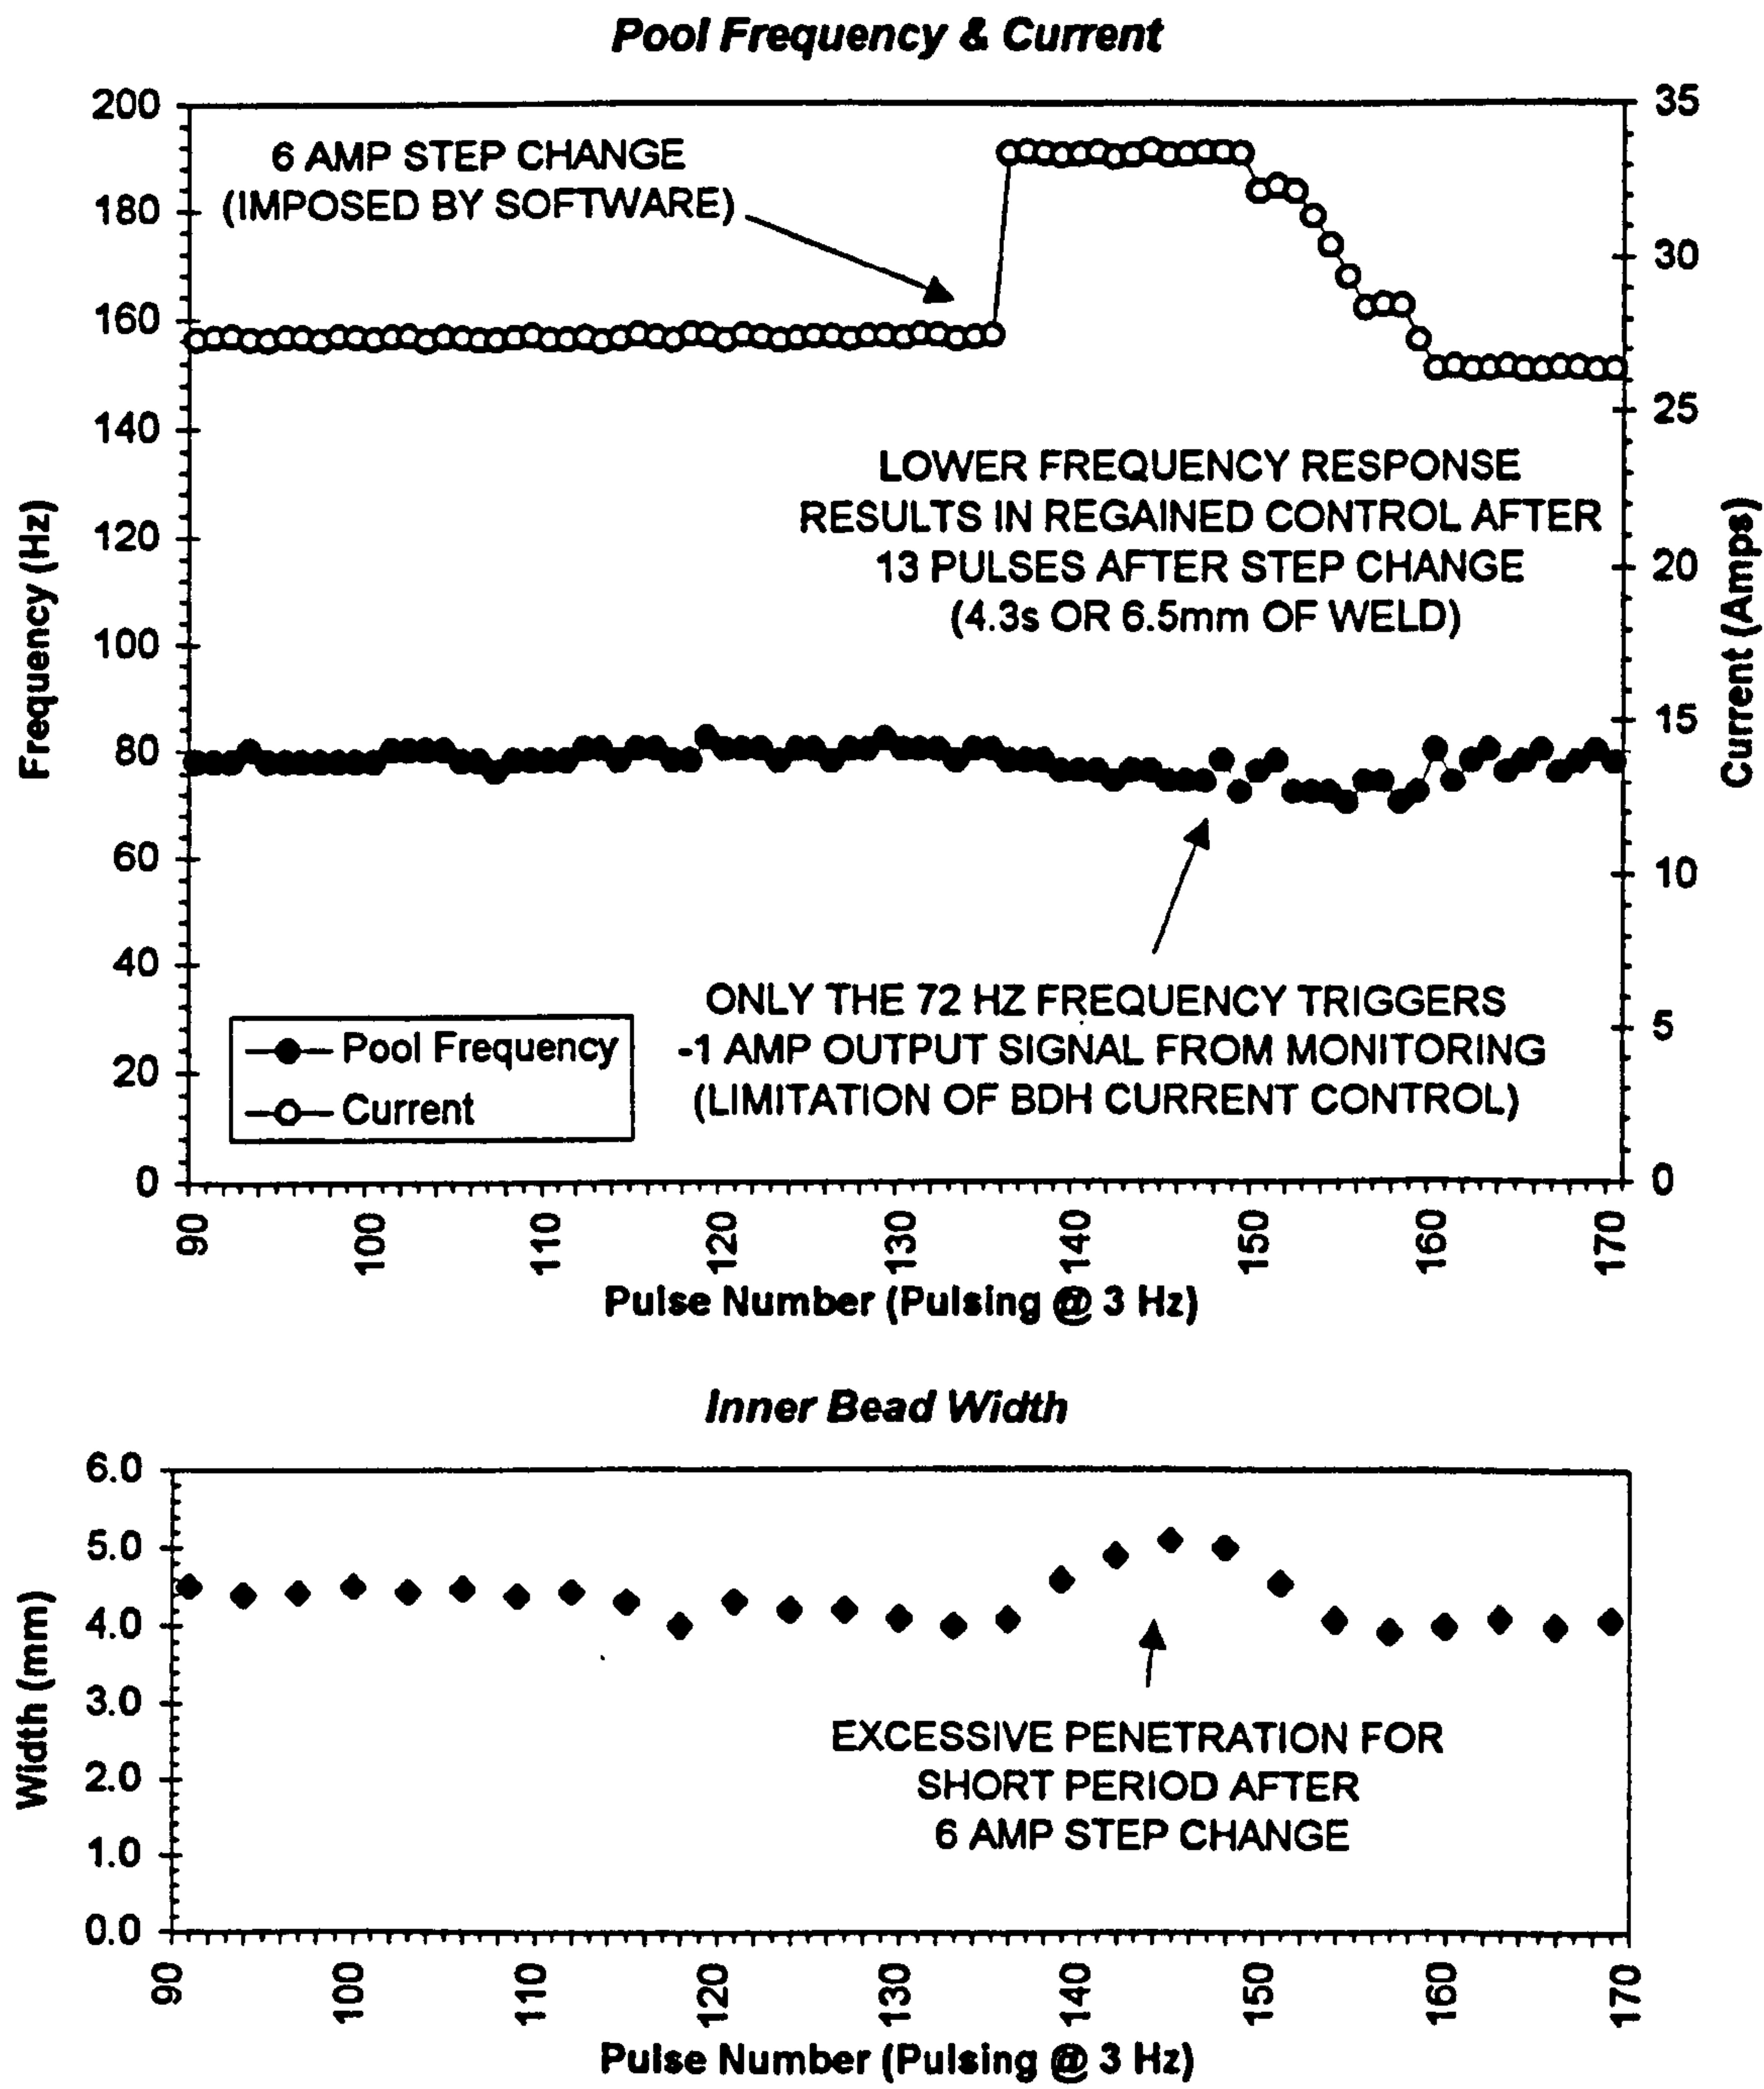 Pool Frequency & Current
200
180
160
140
120
100
80
60
40
20
0
Frequency (Hz)
35
30
25
20
15
10
5
0
Current (Amps)
6 AMP STEP CHANGE
(IMPOSED BY SOFTWARE)
LOWER FREQUENCY RESPONSE
RESULTS IN REGAINED CONTROL AFTER
13 PULSES AFTER STEP CHANGE
(4.3s OR 6.5mm OF WELD)
ONLY THE 72 HZ FREQUENCY TRIGGERS
-1 AMP OUTPUT SIGNAL FROM MONITORING
(LIMITATION OF BDH CURRENT CONTROL)
Pool Frequency
Current
90 100 110 120 130 140 150 160 170
Pulse Number (Pulsing @ 3 Hz)
Inner Bead Width
6.0
5.0
4.0
3.0
2.0
1.0
0.0
Width (mm)
EXCESSIVE PENETRATION FOR
SHORT PERIOD AFTER
6 AMP STEP CHANGE
90 100 110 120 130 140 150 160 170
Pulse Number (Pulsing @ 3 Hz)